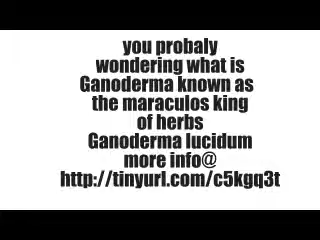 you probaly
wondering what is
Ganoderma known as
the maraculos king
of herbs
Ganoderma lucidum
more info@
http://tinyurl.com/c5kgq3t